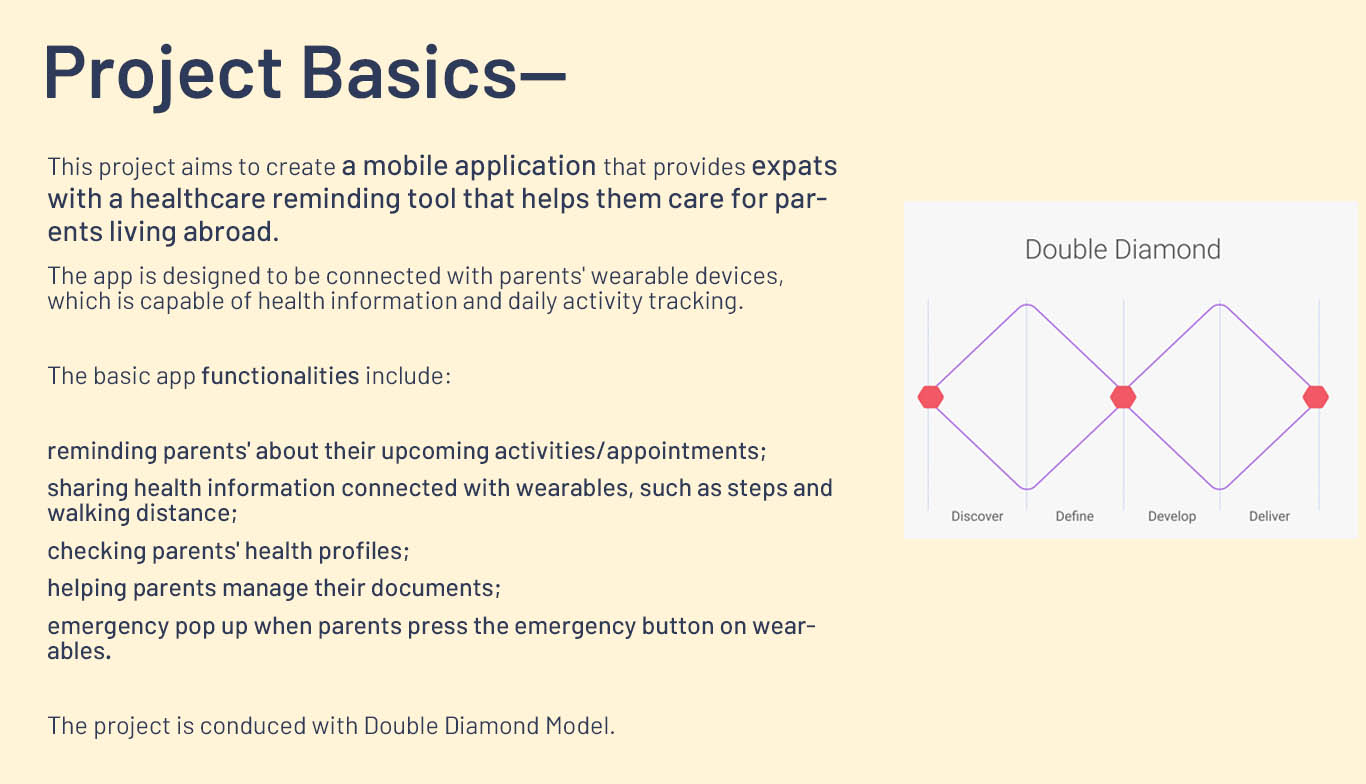 Project Basics—
This project aims to create a mobile application that provides expats
with a healthcare reminding tool that helps them care for par-
ents living abroad.
The app is designed to be connected with parents' wearable devices,
which is capable of health information and daily activity tracking.
The basic app functionalities include:
reminding parents' about their upcoming activities/appointments;
sharing health information connected with wearables, such as steps and
walking distance;
checking parents' health profiles;
helping parents manage their documents;
emergency pop up when parents press the emergency button on wear-
ables.
The project is conduced with Double Diamond Model.
Double Diamond
Discover Define Develop Deliver